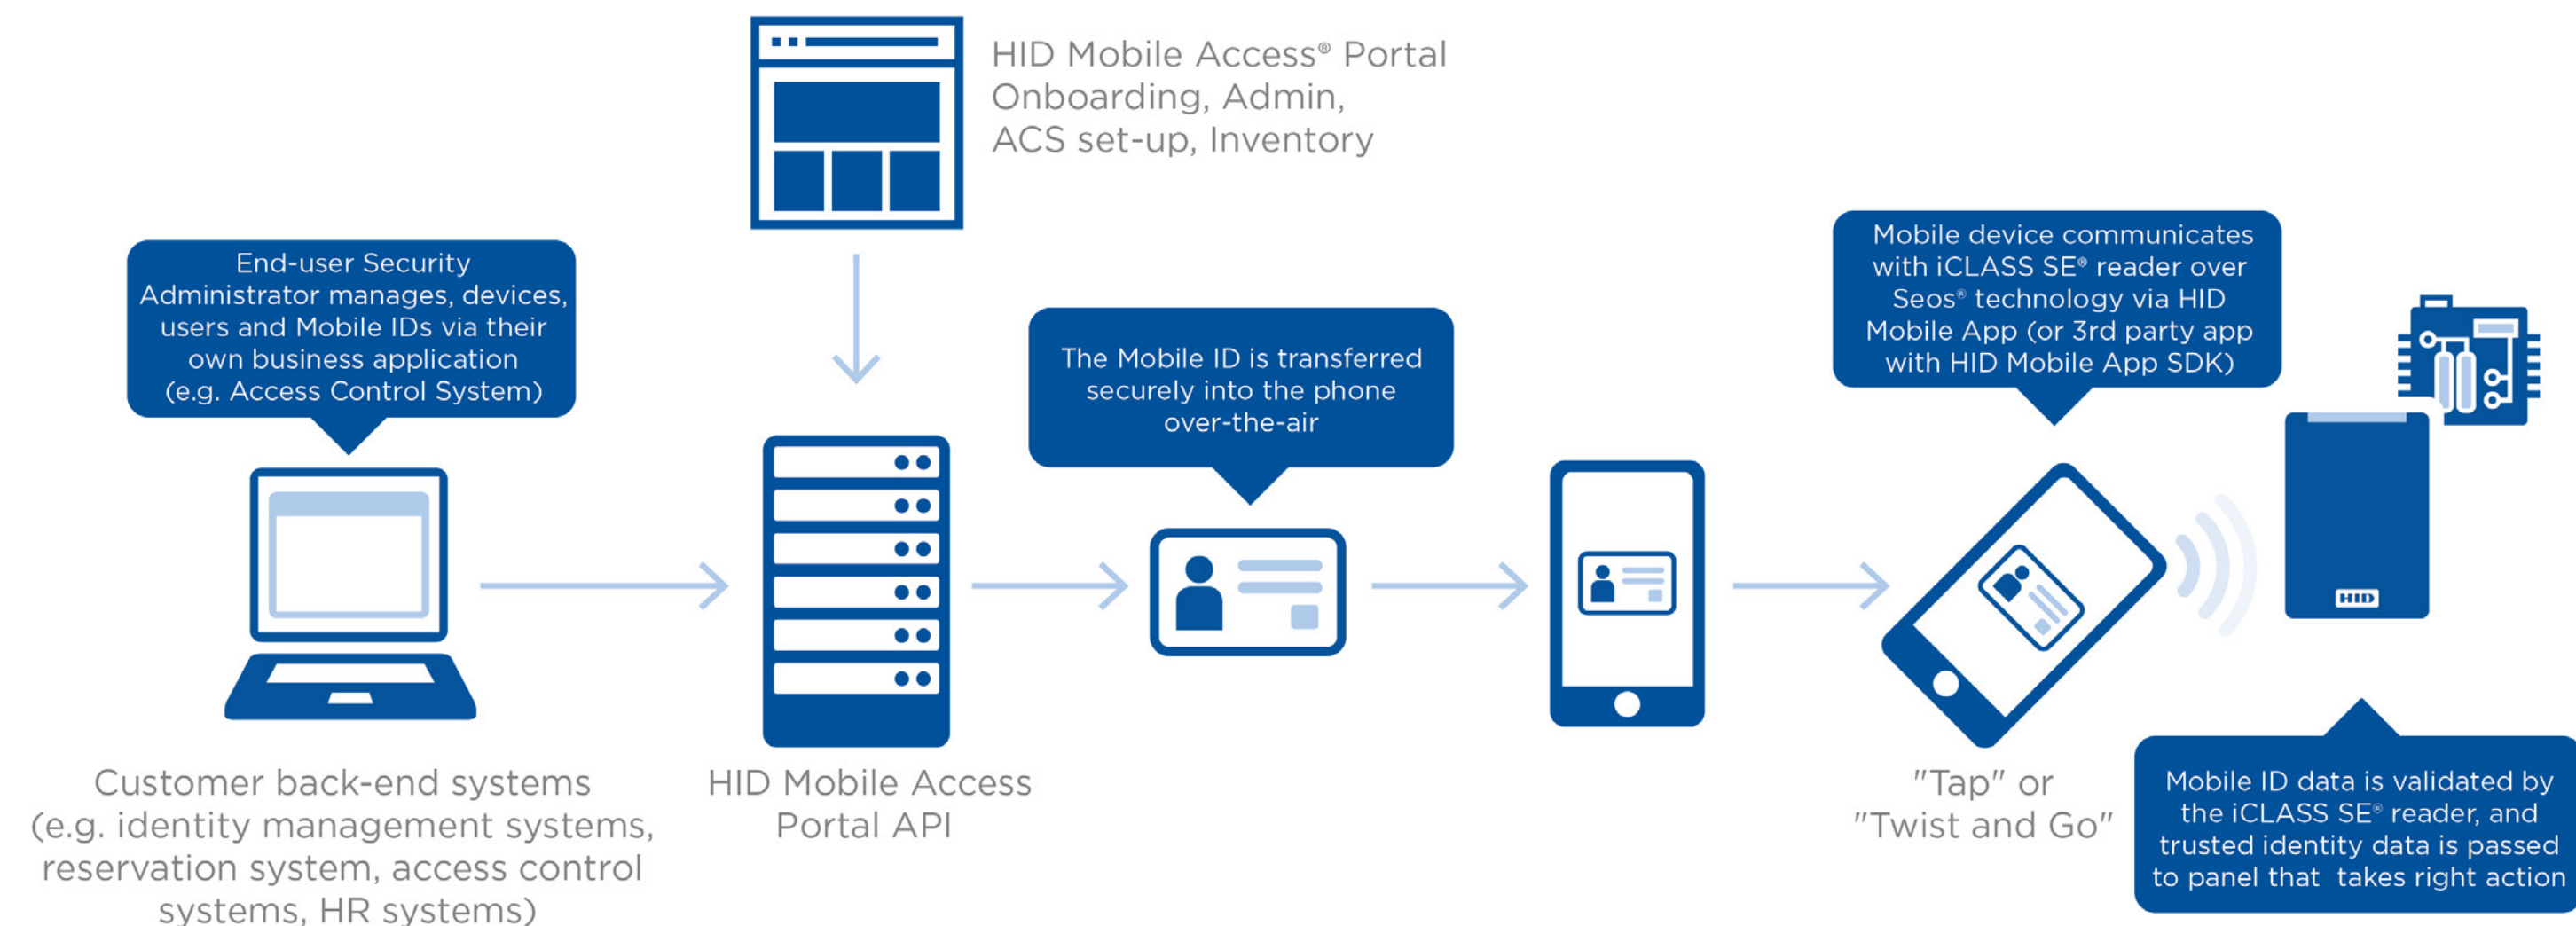 HID Mobile Access® Portal
Onboarding, Admin,
ACS set-up, Inventory
End-user Security
Administrator manages, devices,
users and Mobile IDs via their
own business application
(e.g. Access Control System)
The Mobile ID is transferred
securely into the phone
over-the-air
Mobile device communicates
with iCLASS SE® reader over
Seos® technology via HID
Mobile App (or 3rd party app
with HID Mobile App SDK)
HID
Customer back-end systems
(e.g. identity management systems,
reservation system, access control
systems, HR systems)
HID Mobile Access
Portal API
"Tap" or
"Twist and Go"
Mobile ID data is validated by
the iCLASS SE® reader, and
trusted identity data is passed
to panel that takes right action